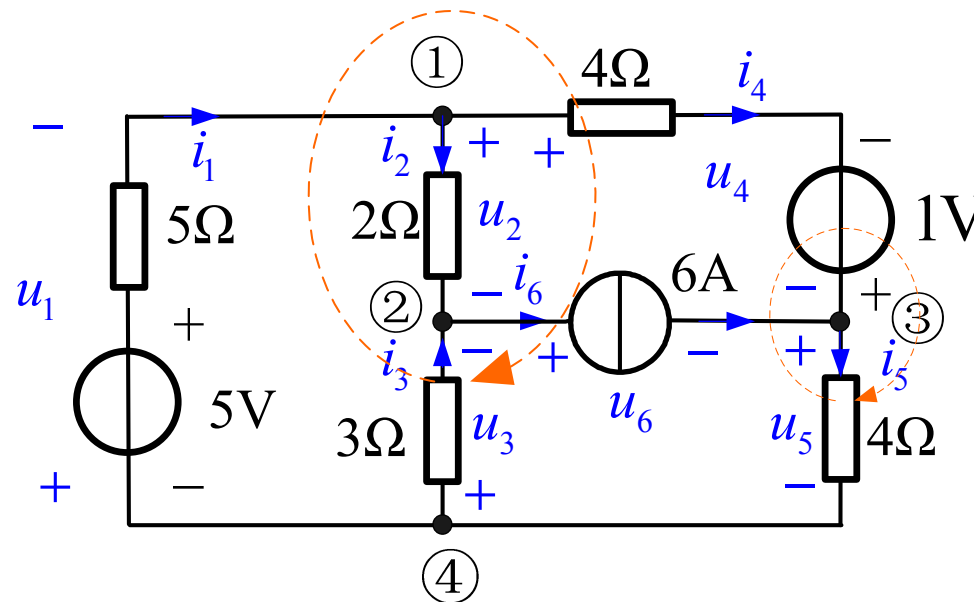 ① 4Ω i₄
− i₁ i₂ + + −
5Ω 2Ω u₂ u₄ 1V
u₁ + ② − i₆ 6A − + ③
5V i₃ − + − + i₅
3Ω u₃ u₆ u₅ 4Ω
+ − + −
④